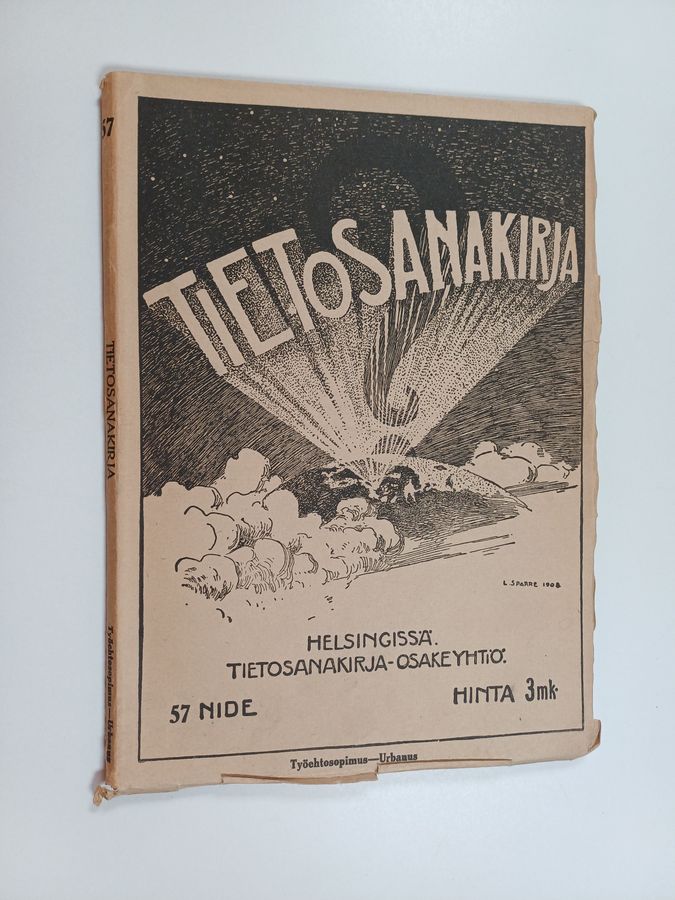 57
TIETOSANAKIRJA
Työehtosopimus—Urbanus
TIETOSANAKIRJA
L. SPARRE 1908
HELSINGISSÄ.
TIETOSANAKIRJA-OSAKEYHTIÖ.
57 NIDE
HINTA 3mk.
Työehtosopimus—Urbanus